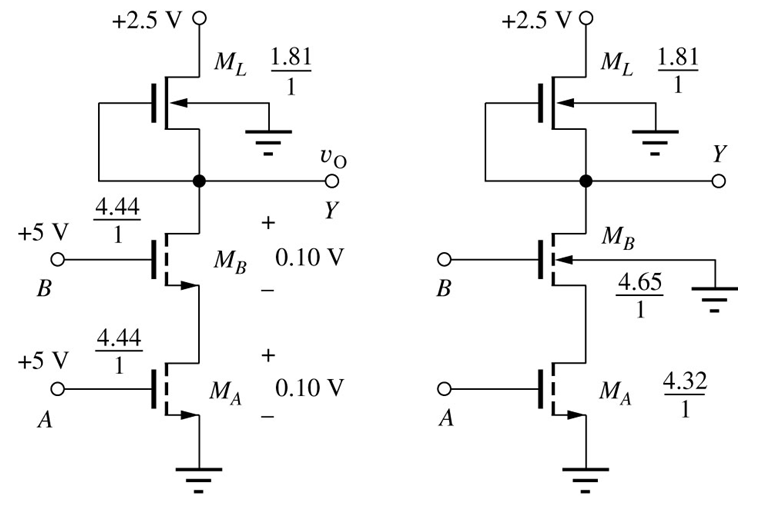 +2.5 V
M_L 1.81/1
v_O
Y
4.44/1
+5 V
B
M_B
+
0.10 V
–
4.44/1
+5 V
A
M_A
+
0.10 V
–
+2.5 V
M_L 1.81/1
Y
M_B
B
4.65/1
A
M_A 4.32/1